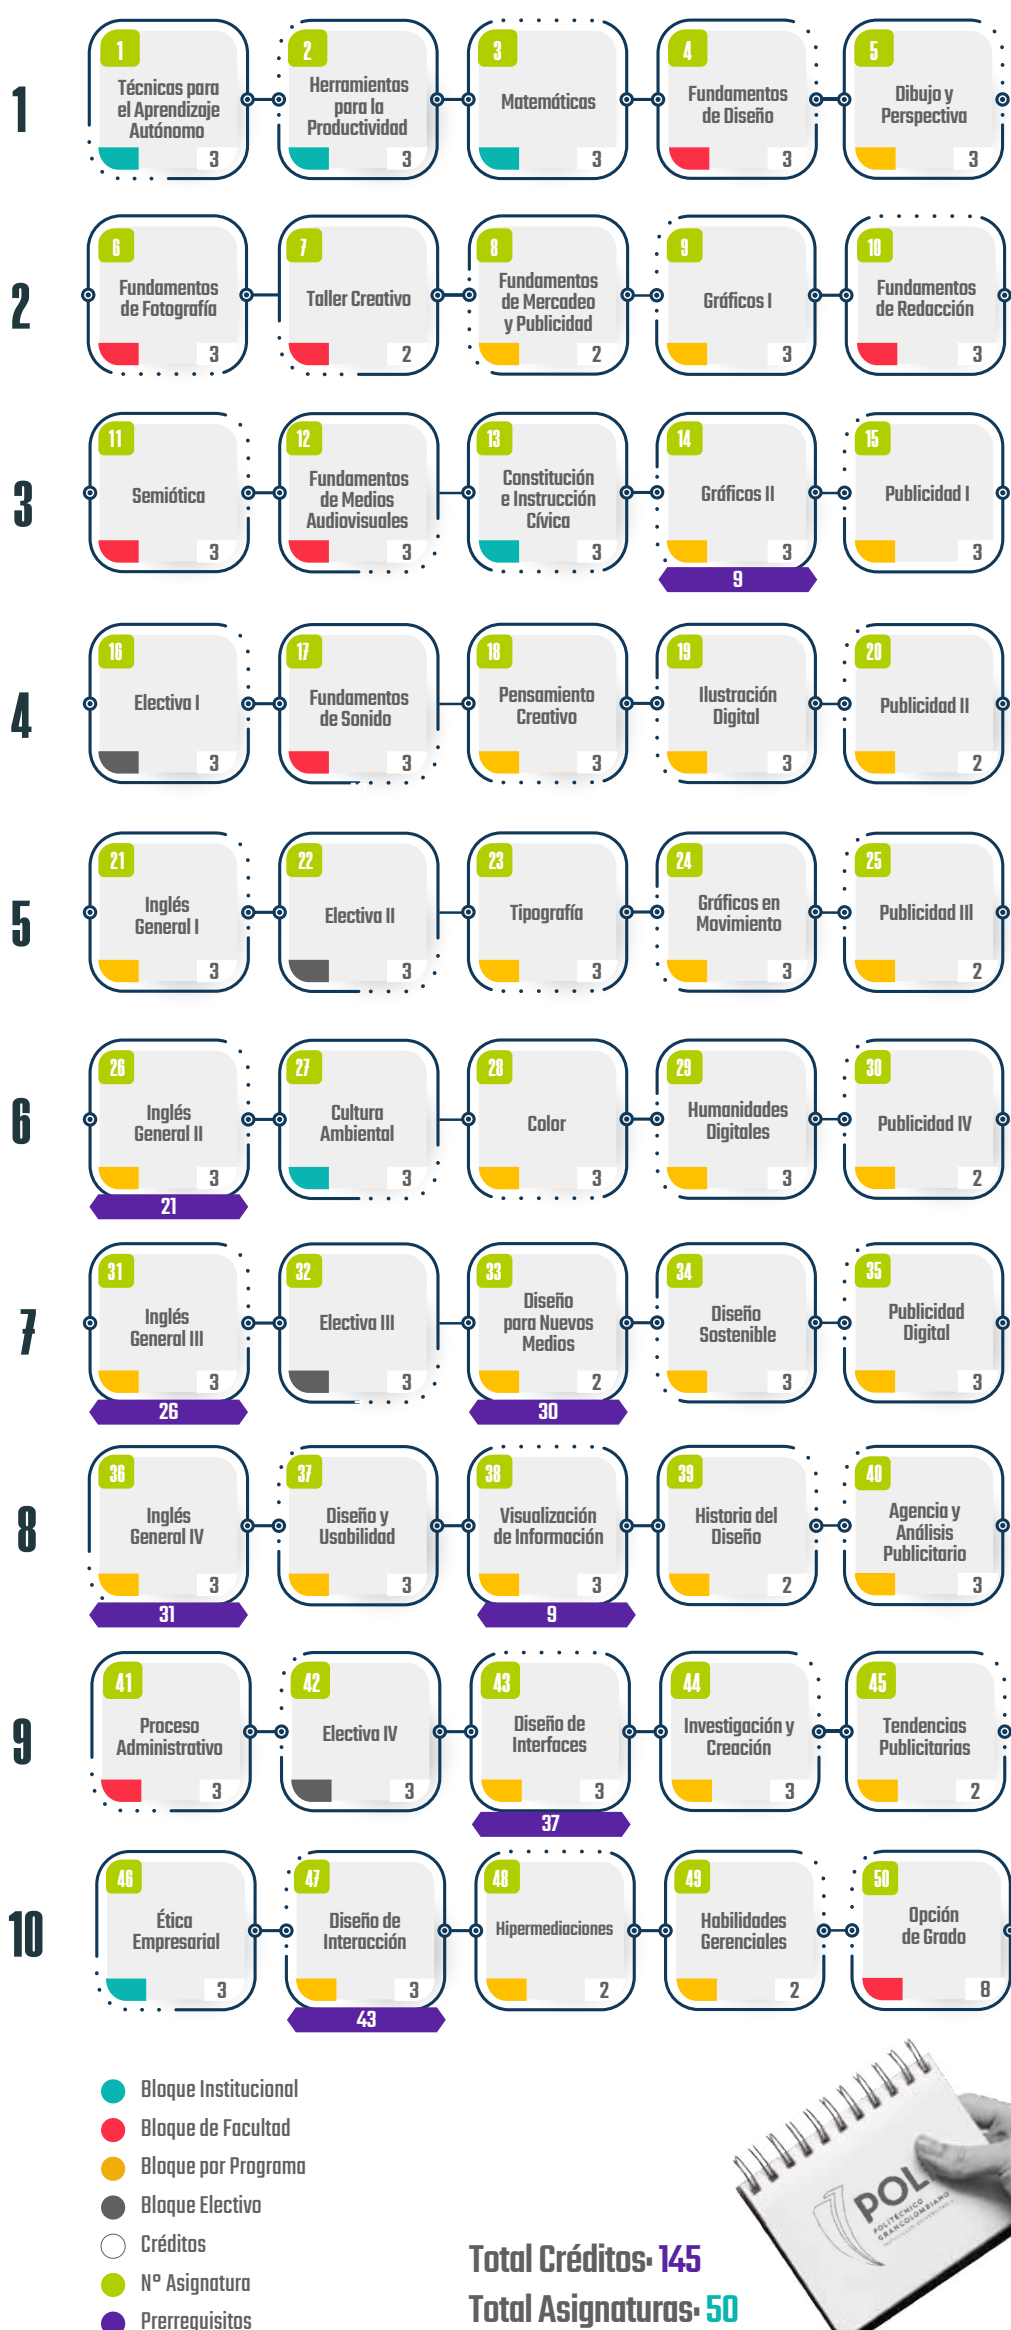 1
1
Técnicas para
el Aprendizaje
Autónomo
3
2
Herramientas
para la
Productividad
3
3
Matemáticas
3
4
Fundamentos
de Diseño
3
5
Dibujo y
Perspectiva
3
2
6
Fundamentos
de Fotografía
3
7
Taller Creativo
2
8
Fundamentos
de Mercadeo
y Publicidad
2
9
Gráficos I
3
10
Fundamentos
de Redacción
3
3
11
Semiótica
3
12
Fundamentos
de Medios
Audiovisuales
3
13
Constitución
e Instrucción
Cívica
3
14
Gráficos II
3
9
15
Publicidad I
3
4
16
Electiva I
3
17
Fundamentos
de Sonido
3
18
Pensamiento
Creativo
3
19
Ilustración
Digital
3
20
Publicidad II
2
5
21
Inglés
General I
3
22
Electiva II
3
23
Tipografía
3
24
Gráficos en
Movimiento
3
25
Publicidad III
2
6
26
Inglés
General II
3
21
27
Cultura
Ambiental
3
28
Color
3
29
Humanidades
Digitales
3
30
Publicidad IV
2
7
31
Inglés
General III
3
26
32
Electiva III
3
33
Diseño
para Nuevos
Medios
2
30
34
Diseño
Sostenible
3
35
Publicidad
Digital
3
8
36
Inglés
General IV
3
31
37
Diseño y
Usabilidad
3
38
Visualización
de Información
3
9
39
Historia del
Diseño
2
40
Agencia y
Análisis
Publicitario
3
9
41
Proceso
Administrativo
3
42
Electiva IV
3
43
Diseño de
Interfaces
3
37
44
Investigación y
Creación
3
45
Tendencias
Publicitarias
2
10
46
Ética
Empresarial
3
47
Diseño de
Interacción
3
43
48
Hipermediaciones
2
49
Habilidades
Gerenciales
2
50
Opción
de Grado
8
Bloque Institucional
Bloque de Facultad
Bloque por Programa
Bloque Electivo
Créditos
N° Asignatura
Prerrequisitos
Total Créditos: 145
Total Asignaturas: 50
POLI
POLITÉCNICO
GRANCOLOMBIANO